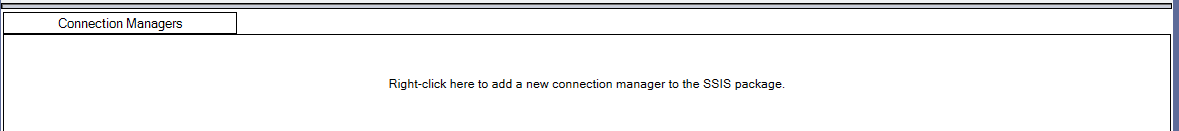 Connection Managers
Right-click here to add a new connection manager to the SSIS package.